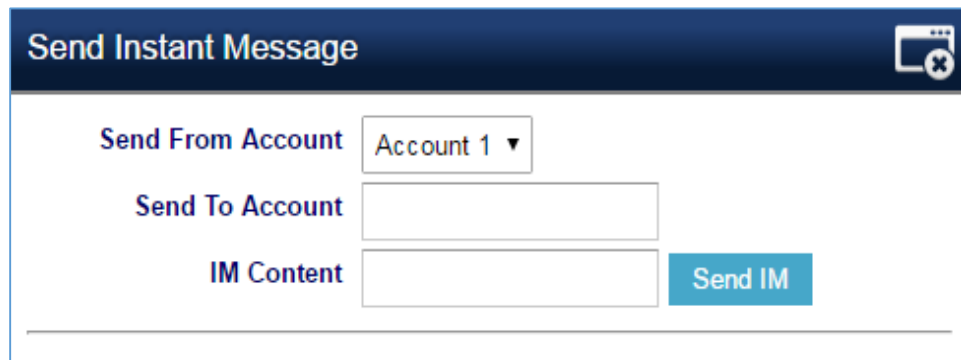 Send Instant Message
Send From Account Account 1
Send To Account
IM Content Send IM